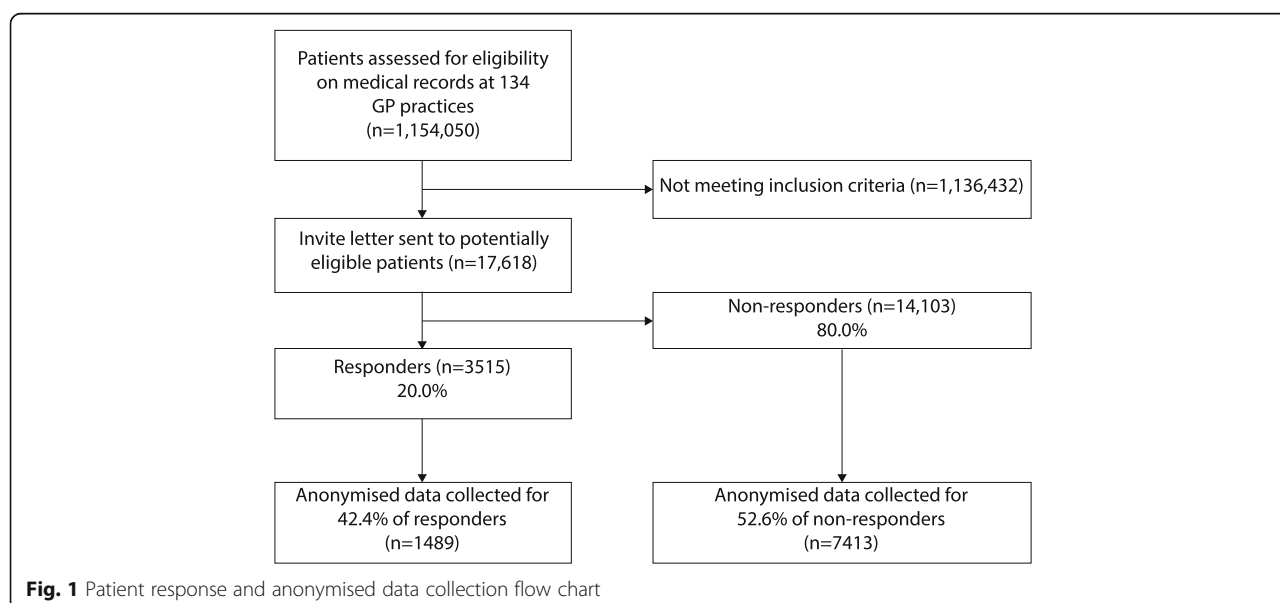 Patients assessed for eligibility
on medical records at 134
GP practices
(n=1,154,050)
Not meeting inclusion criteria (n=1,136,432)
Invite letter sent to potentially
eligible patients (n=17,618)
Non-responders (n=14,103)
80.0%
Responders (n=3515)
20.0%
Anonymised data collected for
42.4% of responders
(n=1489)
Anonymised data collected for
52.6% of non-responders
(n=7413)
Fig. 1 Patient response and anonymised data collection flow chart